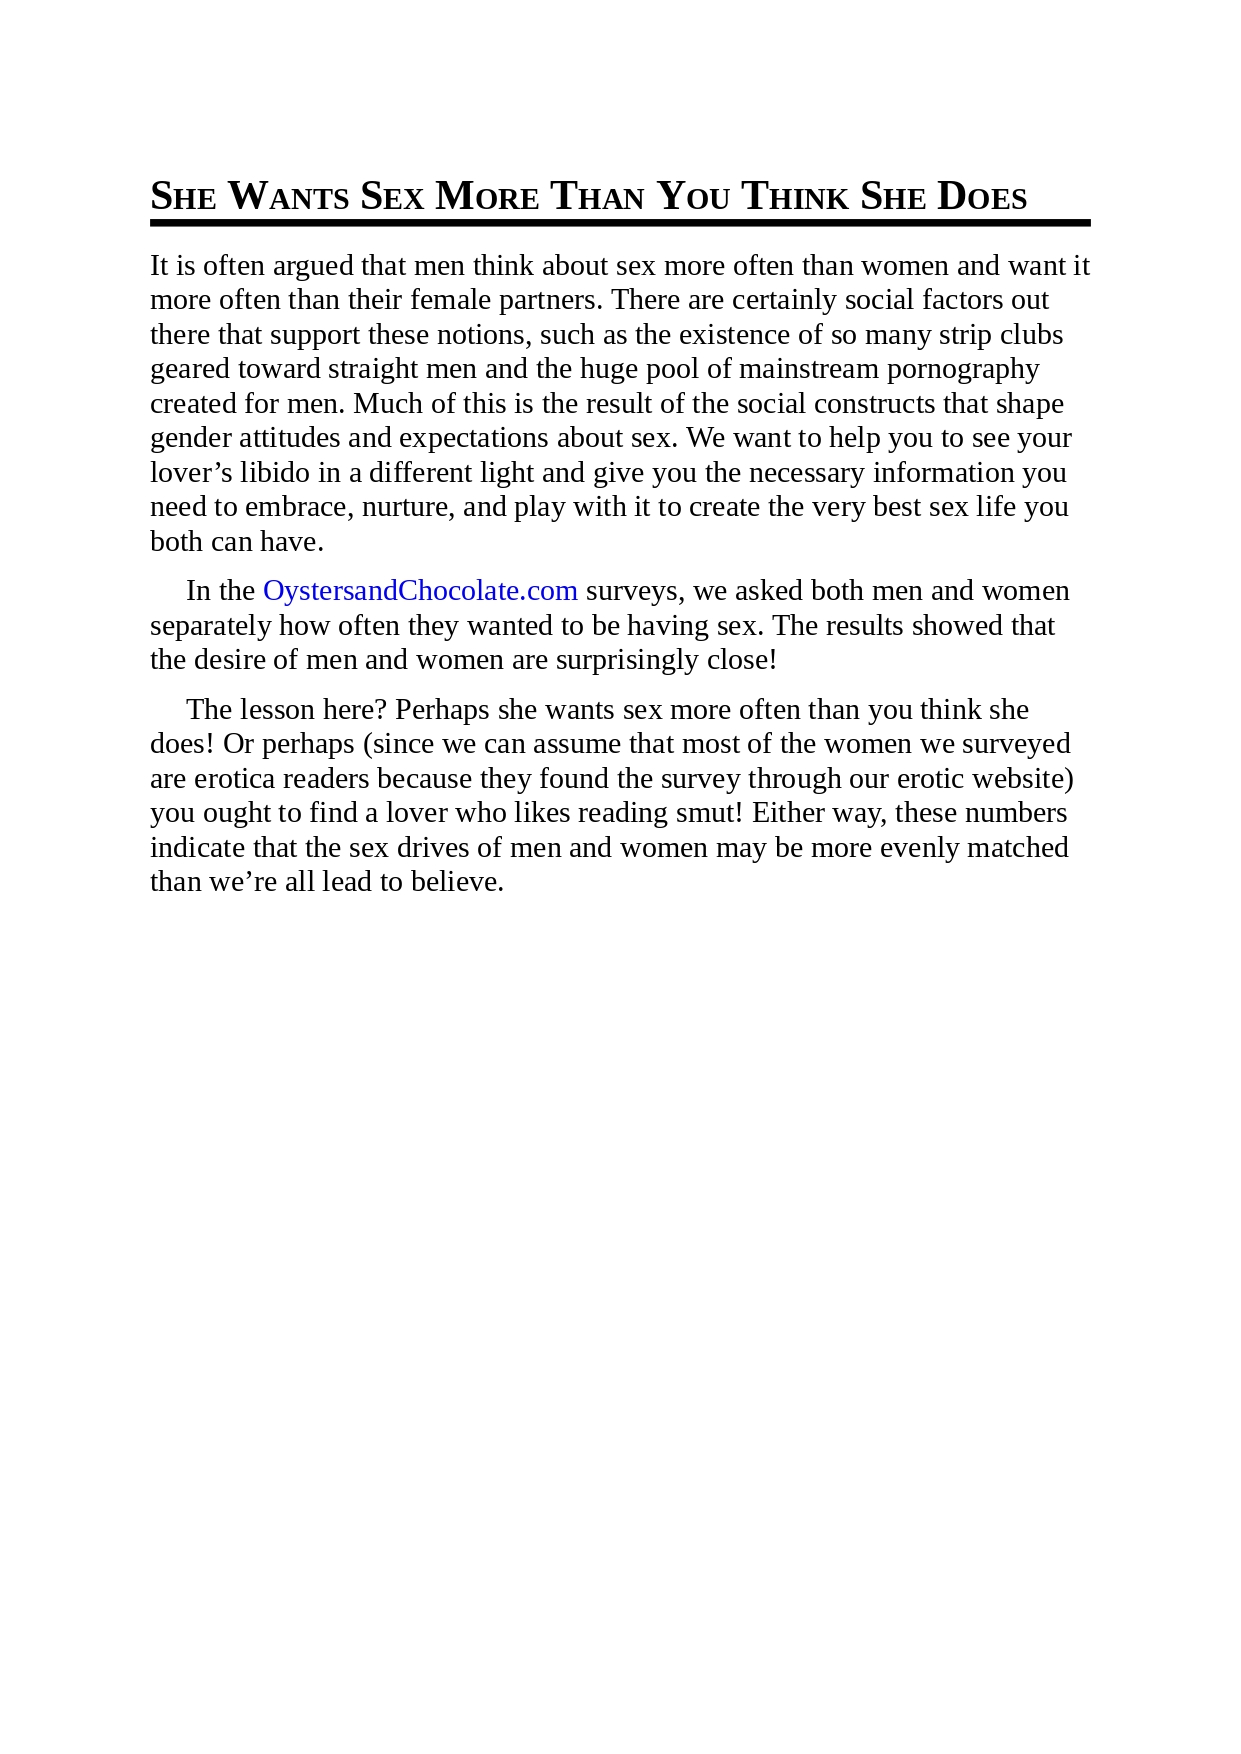 She Wants Sex More Than You Think She Does
It is often argued that men think about sex more often than women and want it
more often than their female partners. There are certainly social factors out
there that support these notions, such as the existence of so many strip clubs
geared toward straight men and the huge pool of mainstream pornography
created for men. Much of this is the result of the social constructs that shape
gender attitudes and expectations about sex. We want to help you to see your
lover’s libido in a different light and give you the necessary information you
need to embrace, nurture, and play with it to create the very best sex life you
both can have.
In the OystersandChocolate.com surveys, we asked both men and women
separately how often they wanted to be having sex. The results showed that
the desire of men and women are surprisingly close!
The lesson here? Perhaps she wants sex more often than you think she
does! Or perhaps (since we can assume that most of the women we surveyed
are erotica readers because they found the survey through our erotic website)
you ought to find a lover who likes reading smut! Either way, these numbers
indicate that the sex drives of men and women may be more evenly matched
than we’re all lead to believe.